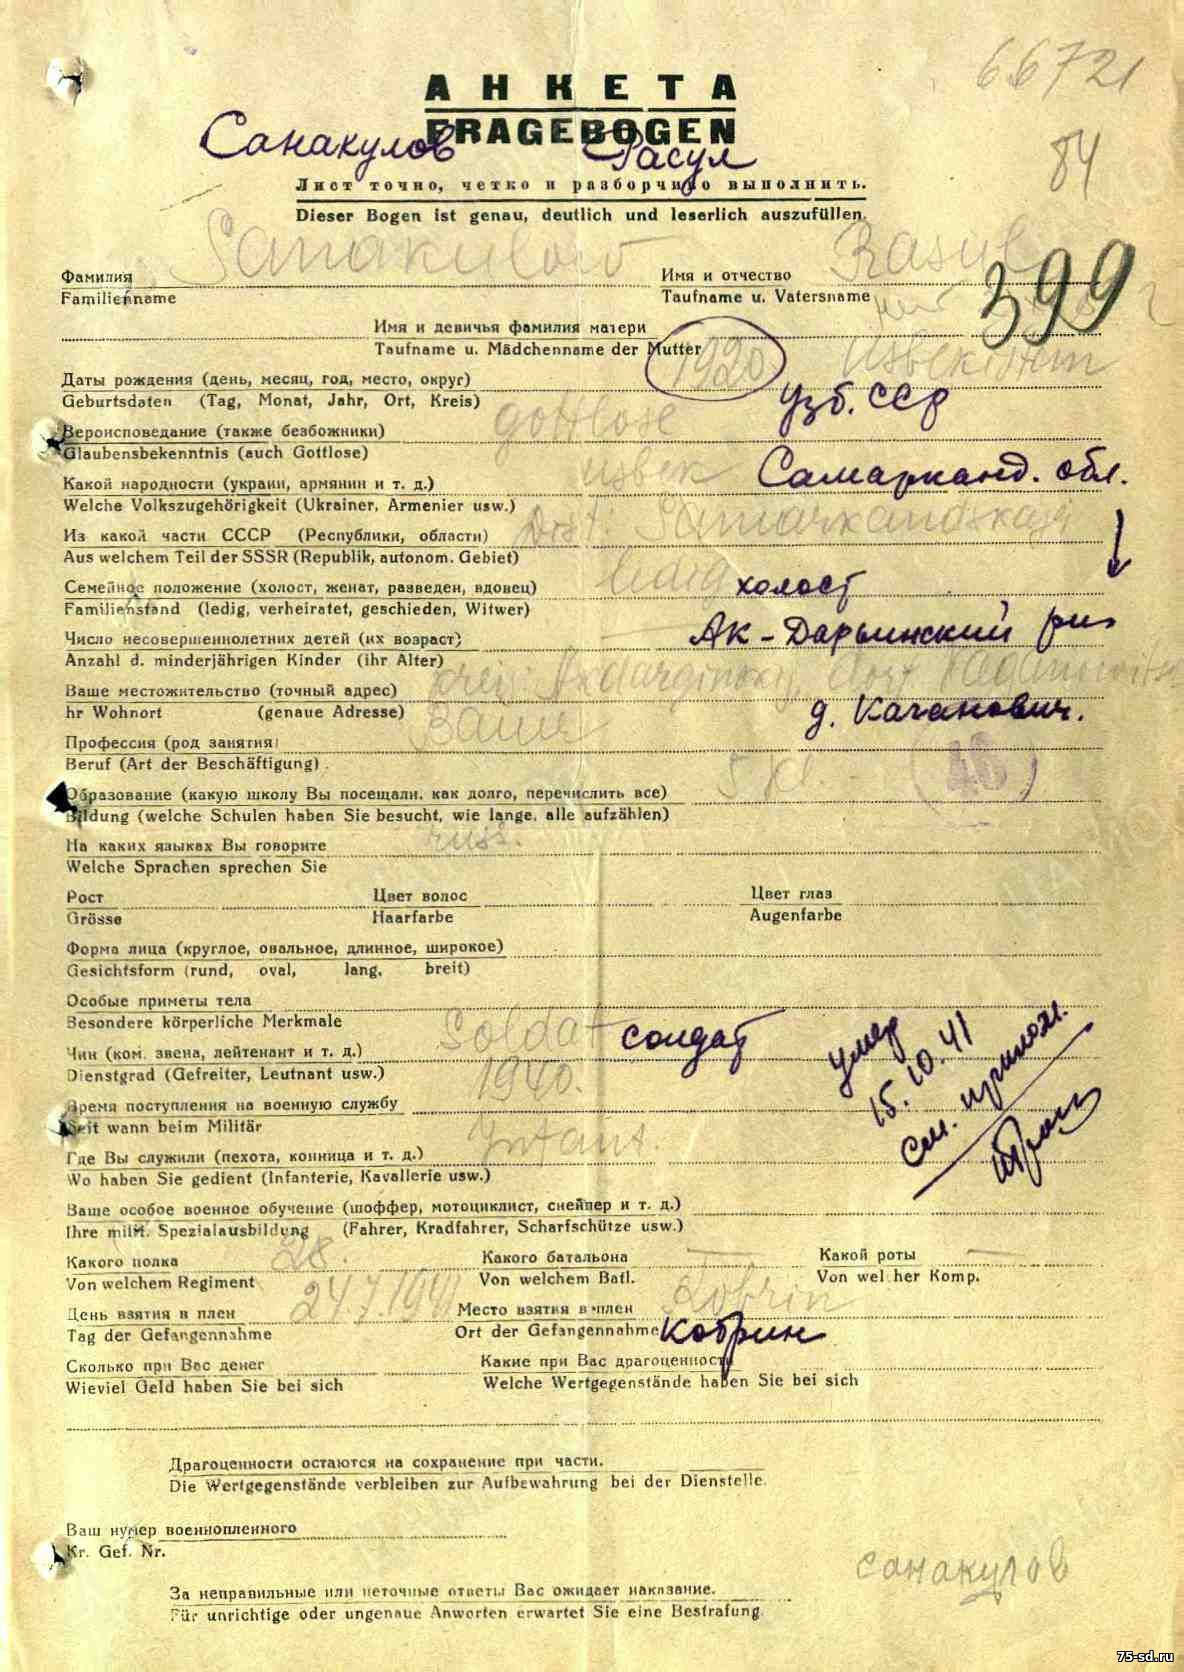 66721
АНКЕТА
FRAGEBOGEN
Санакулов Расул
84
Лист точно, четко и разборчиво выполнить.
Dieser Bogen ist genau, deutlich und leserlich auszufüllen.
Sanakulow Rasul
Фамилия Имя и отчество
Familienname Taufname u. Vatersname
399
Имя и девичья фамилия матери
Taufname u. Mädchenname der Mutter
1920
Даты рождения (день, месяц, год, место, округ)
Geburtsdaten (Tag, Monat, Jahr, Ort, Kreis)
Узб. ССР
gottlose
Вероисповедание (также безбожники)
Glaubensbekenntnis (auch Gottlose)
Самарканд. обл.
Какой народности (украин, армянин и т. д.)
Welche Volkszugehörigkeit (Ukrainer, Armenier usw.)
Из какой части СССР (Республики, области)
Aus welchem Teil der SSSR (Republik, autonom. Gebiet)
Семейное положение (холост, женат, разведен, вдовец) холост
Familienstand (ledig, verheiratet, geschieden, Witwer)
Ак-Дарьинский
Число несовершеннолетних детей (их возраст)
Anzahl d. minderjährigen Kinder (ihr Alter)
Ваше местожительство (точный адрес)
hr Wohnort (genaue Adresse)
д. Каганович.
Bauer
Профессия (род занятия)
Beruf (Art der Beschäftigung)
46
Образование (какую школу Вы посещали, как долго, перечислить все)
Bildung (welche Schulen haben Sie besucht, wie lange, alle aufzählen)
russ.
На каких языках Вы говорите
Welche Sprachen sprechen Sie
Рост Цвет волос Цвет глаз
Grösse Haarfarbe Augenfarbe
Форма лица (круглое, овальное, длинное, широкое)
Gesichtsform (rund, oval, lang, breit)
Особые приметы тела
Besondere körperliche Merkmale
Soldat солдат
умер
15.10.41
см. прилож.
Чин (ком. звена, лейтенант и т. д.)
Dienstgrad (Gefreiter, Leutnant usw.)
1940.
Время поступления на военную службу
Seit wann beim Militär
Infant.
Где Вы служили (пехота, конница и т. д.)
Wo haben Sie gedient (Infanterie, Kavallerie usw.)
Ваше особое военное обучение (шоффер, мотоциклист, снейпер и т. д.)
Ihre milit. Spezialausbildung (Fahrer, Kradfahrer, Scharfschütze usw.)
Какого полка 28. Какого батальона — Какой роты —
Von welchem Regiment Von welchem Batl. Von wel her Komp.
День взятия в плен 24.7.1941 Место взятия в плен Kobrin
Tag der Gefangennahme Ort der Gefangennahme Кобрин
Сколько при Вас денег Какие при Вас драгоценности
Wieviel Geld haben Sie bei sich Welche Wertgegenstände haben Sie bei sich
Драгоценности остаются на сохранение при части.
Die Wertgegenstände verbleiben zur Aufbewahrung bei der Dienstelle.
Ваш нумер военнопленного
Kr. Gef. Nr.
санакулов
За неправильные или неточные ответы Вас ожидает наказание.
Für unrichtige oder ungenaue Anworten erwartet Sie eine Bestrafung.
75-sd.ru